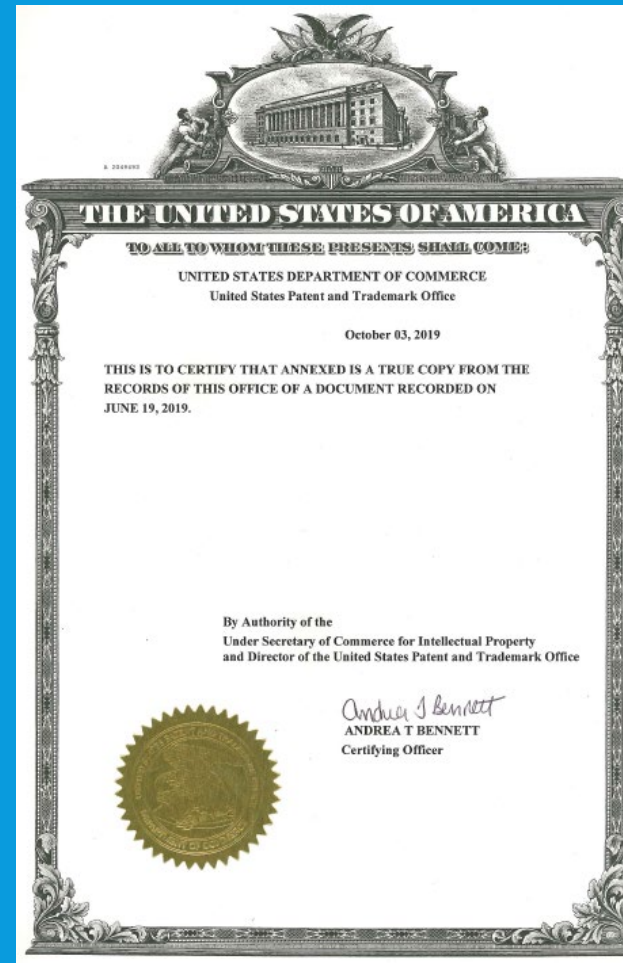 THE UNITED STATES OF AMERICA
TO ALL TO WHOM THESE PRESENTS SHALL COME:
UNITED STATES DEPARTMENT OF COMMERCE
United States Patent and Trademark Office
October 03, 2019
THIS IS TO CERTIFY THAT ANNEXED IS A TRUE COPY FROM THE
RECORDS OF THIS OFFICE OF A DOCUMENT RECORDED ON
JUNE 19, 2019.
By Authority of the
Under Secretary of Commerce for Intellectual Property
and Director of the United States Patent and Trademark Office
Andrea T Bennett
ANDREA T BENNETT
Certifying Officer